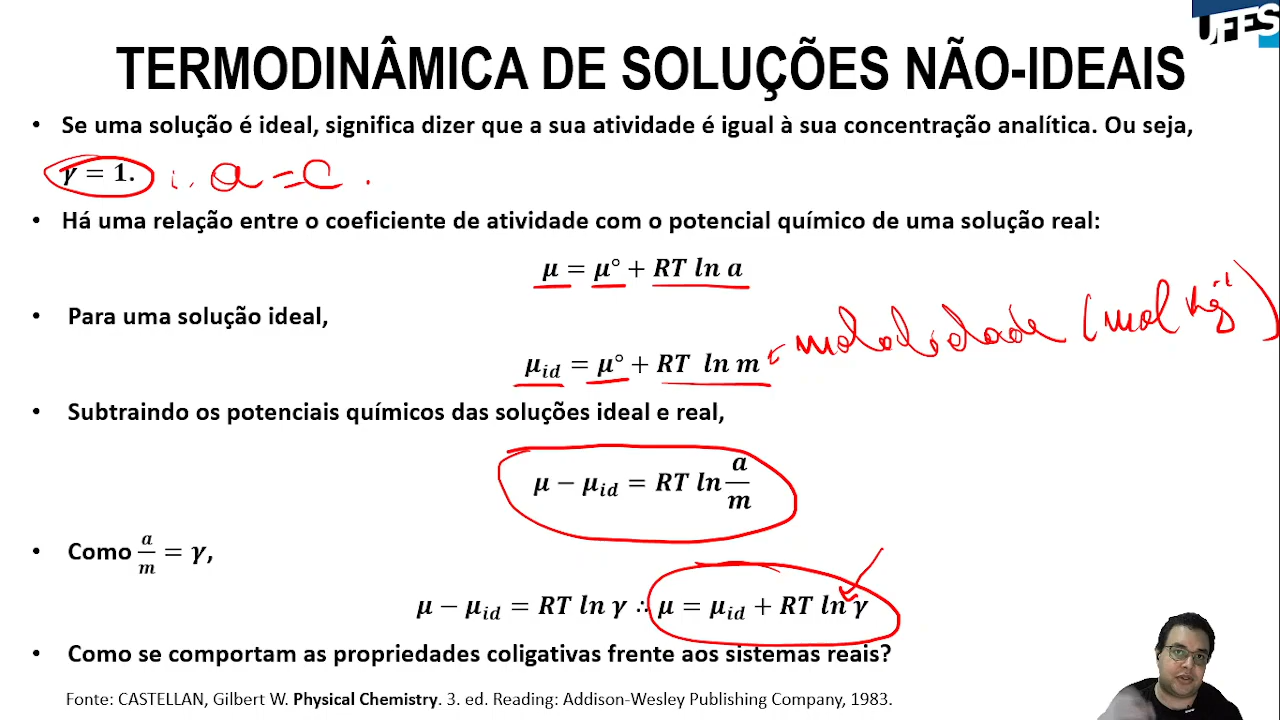 UFES
TERMODINÂMICA DE SOLUÇÕES NÃO-IDEAIS
• Se uma solução é ideal, significa dizer que a sua atividade é igual à sua concentração analítica. Ou seja,
γ = 1. ∴ a = C .
• Há uma relação entre o coeficiente de atividade com o potencial químico de uma solução real:
μ = μ° + RT ln a
• Para uma solução ideal,
molalidade (mol kg⁻¹)
μid = μ° + RT ln m
• Subtraindo os potenciais químicos das soluções ideal e real,
μ − μid = RT ln a/m
• Como a/m = γ,
μ − μid = RT ln γ ∴ μ = μid + RT ln γ
• Como se comportam as propriedades coligativas frente aos sistemas reais?
Fonte: CASTELLAN, Gilbert W. Physical Chemistry. 3. ed. Reading: Addison-Wesley Publishing Company, 1983.